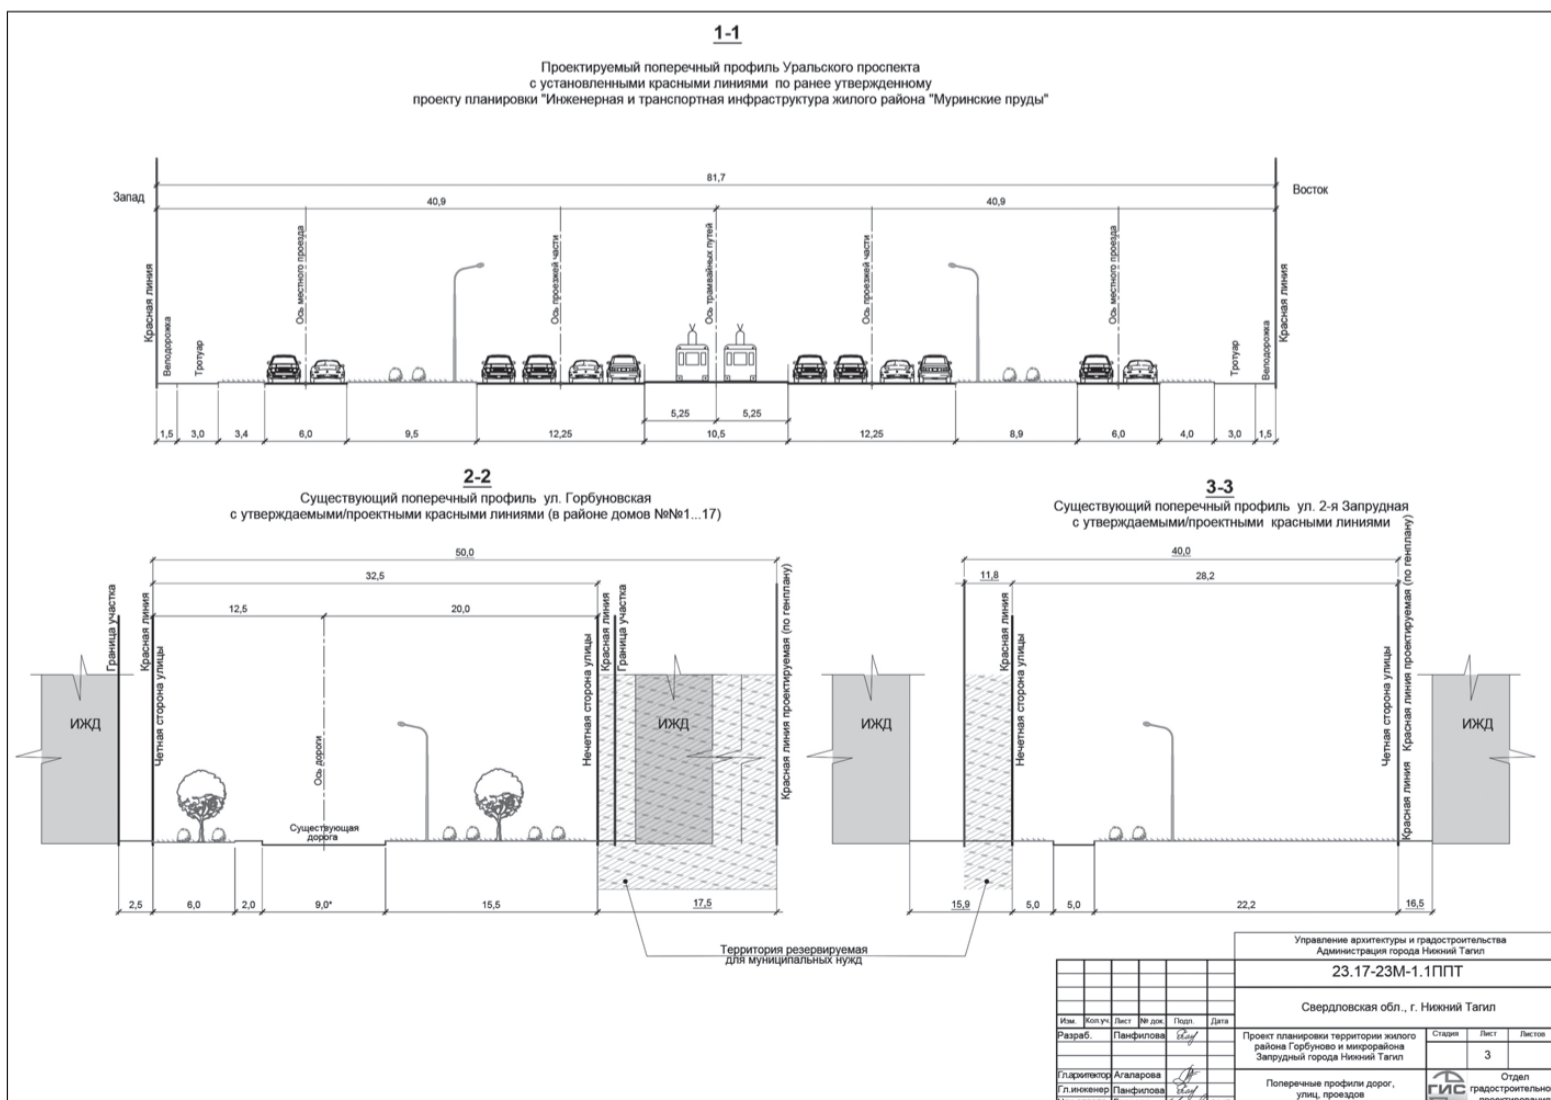 1-1
Проектируемый поперечный профиль Уральского проспекта
с установленными красными линиями по ранее утвержденному
проекту планировки "Инженерная и транспортная инфраструктура жилого района "Муринские пруды"
81,7
Запад
Восток
40,9
40,9
Красная линия
Велодорожка
Тротуар
Ось местного проезда
Ось проезжей части
Ось трамвайных путей
Ось проезжей части
Ось местного проезда
Тротуар
Велодорожка
Красная линия
5,25
5,25
1,5
3,0
3,4
6,0
9,5
12,25
10,5
12,25
8,9
6,0
4,0
3,0
1,5
2-2
Существующий поперечный профиль ул. Горбуновская
с утверждаемыми/проектными красными линиями (в районе домов №№1...17)
50,0
32,5
12,5
20,0
Граница участка
Красная линия
Четная сторона улицы
Ось дороги
Нечетная сторона улицы
Красная линия
Граница участка
Красная линия проектируемая (по генплану)
ИЖД
ИЖД
Существующая
дорога
2,5
6,0
2,0
9,0*
15,5
17,5
3-3
Существующий поперечный профиль ул. 2-я Запрудная
с утверждаемыми/проектными красными линиями
40,0
11,8
28,2
Красная линия
Нечетная сторона улицы
Четная сторона улицы
Красная линия Красная линия проектируемая (по генплану)
ИЖД
ИЖД
15,9
5,0
5,0
22,2
16,5
Территория резервируемая
для муниципальных нужд
Управление архитектуры и градостроительства
Администрация города Нижний Тагил
23.17-23М-1.1ППТ
Свердловская обл., г. Нижний Тагил
Изм. Кол.уч. Лист № док. Подп. Дата
Разраб. Панфилова
Проект планировки территории жилого
района Горбуново и микрорайона
Запрудный города Нижний Тагил
Стадия Лист Листов
3
Гл.архитектор Агаларова
Гл.инженер Панфилова
Поперечные профили дорог,
улиц, проездов
ГИС
Отдел
градостроительно